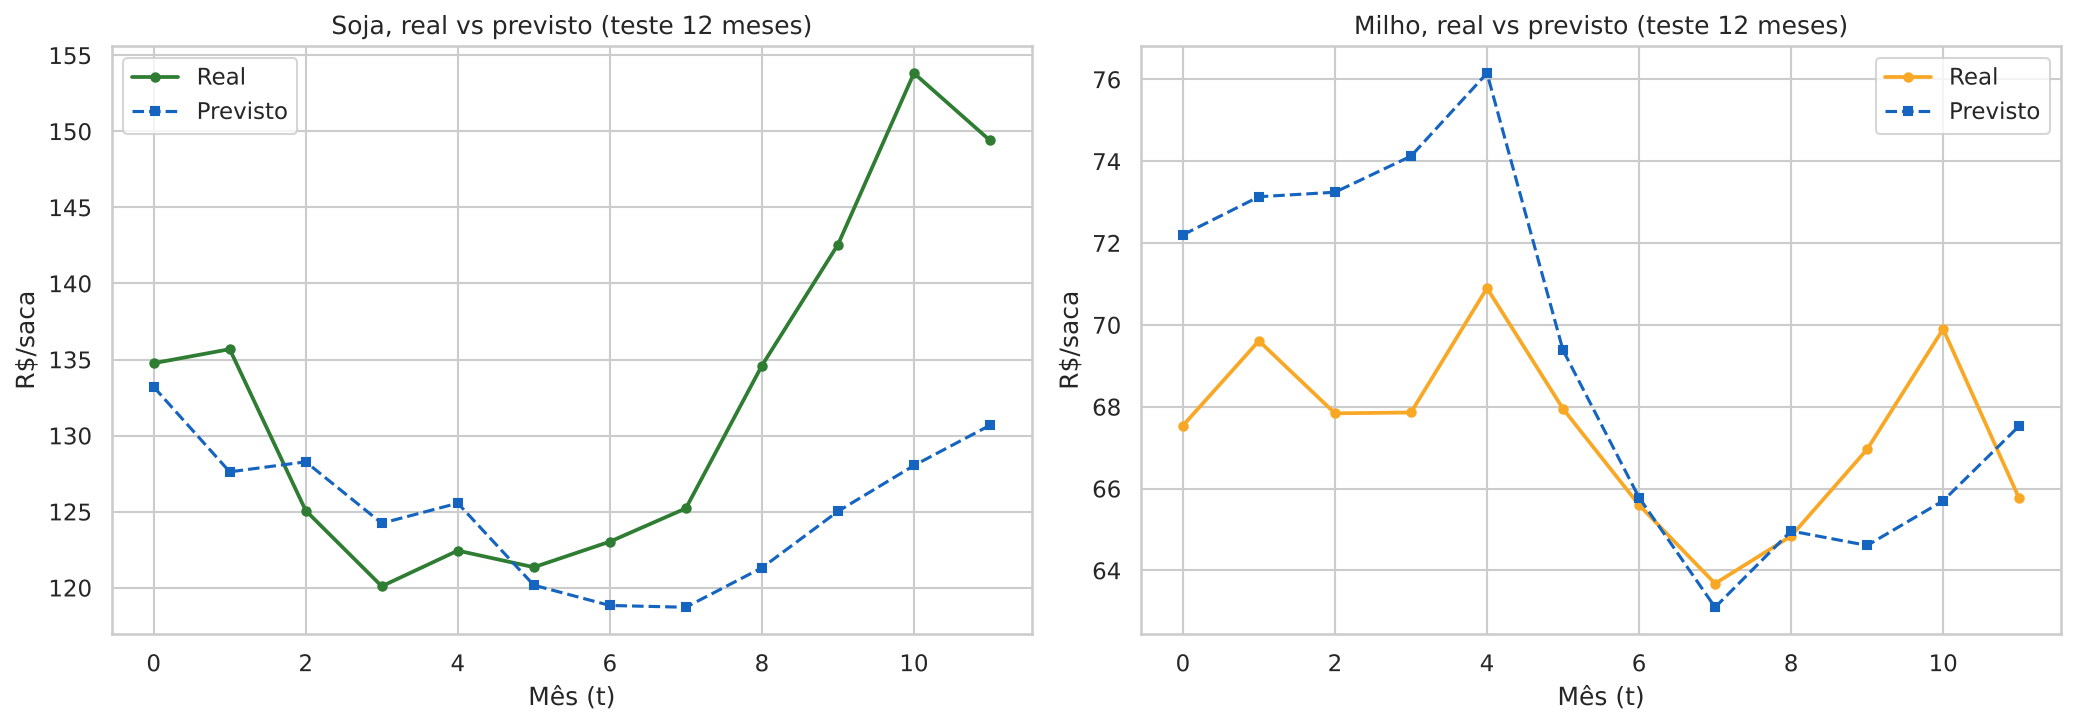 Soja, real vs previsto (teste 12 meses)
Real
Previsto
R$/saca
155
150
145
140
135
130
125
120
0 2 4 6 8 10
Mês (t)
Milho, real vs previsto (teste 12 meses)
Real
Previsto
R$/saca
76
74
72
70
68
66
64
0 2 4 6 8 10
Mês (t)